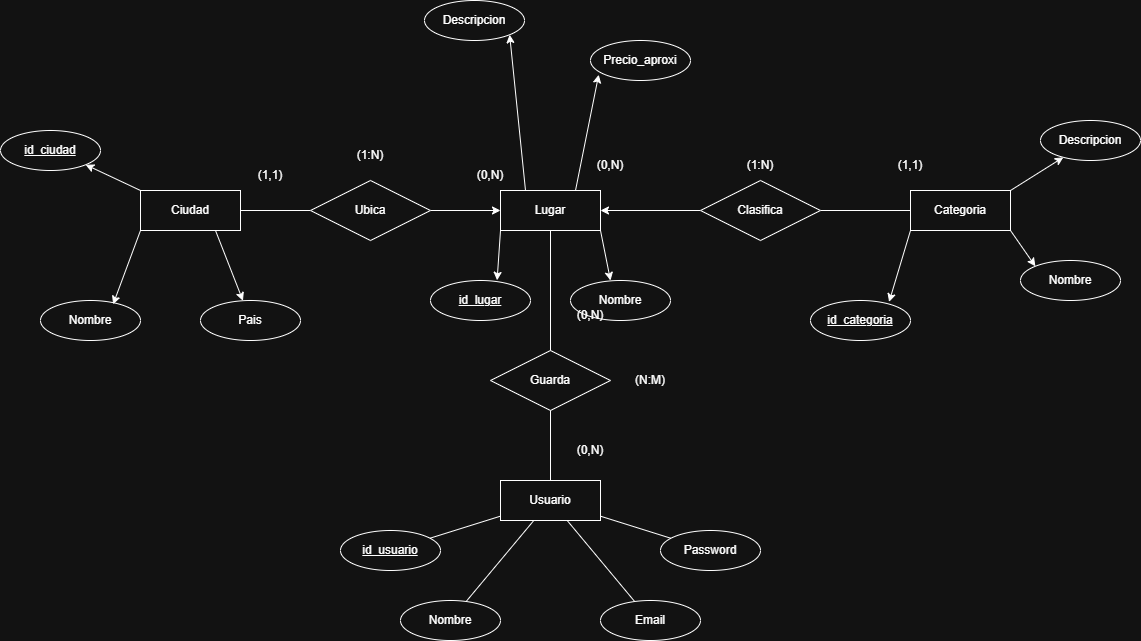 Descripcion
Precio_aproxi
Descripcion
id_ciudad
(1:N)
(1,1)
(0,N)
(0,N)
(1:N)
(1,1)
Ciudad
Ubica
Lugar
Clasifica
Categoria
id_lugar
Nombre
Nombre
Nombre
Pais
(0,N)
id_categoria
Guarda
(N:M)
(0,N)
Usuario
id_usuario
Password
Nombre
Email